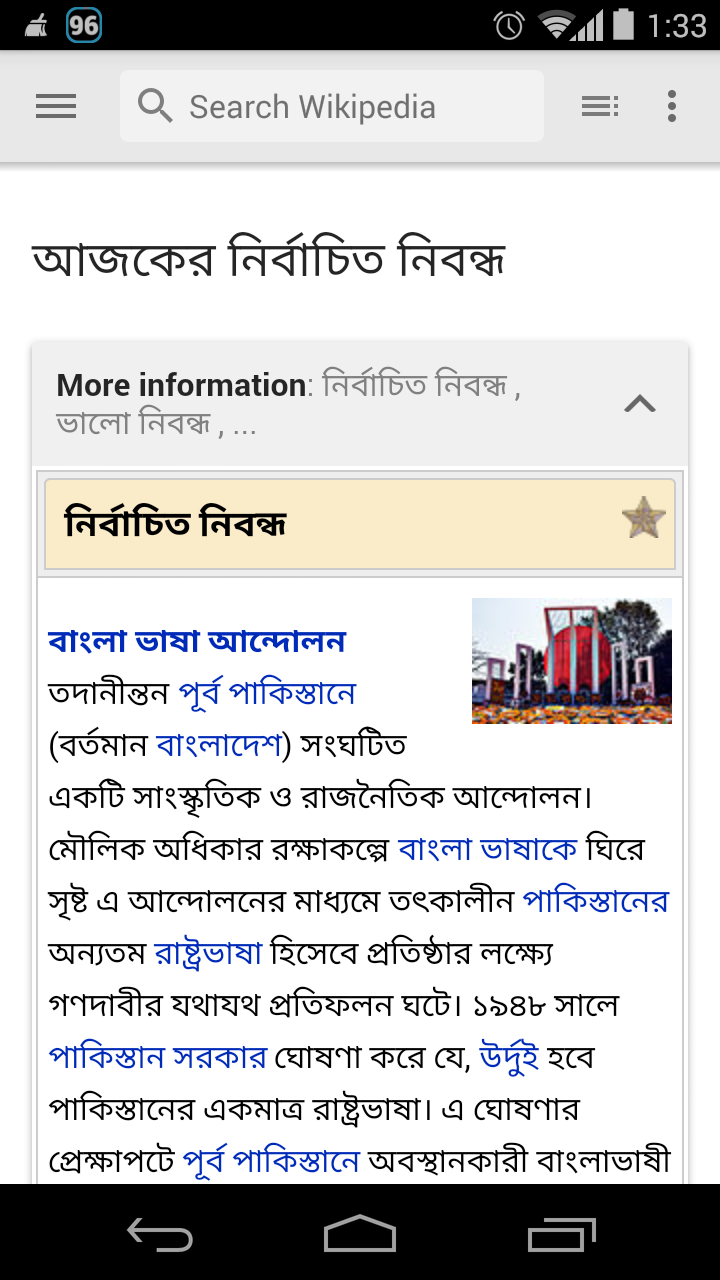 96
1:33
Search Wikipedia
আজকের নির্বাচিত নিবন্ধ
More information: নির্বাচিত নিবন্ধ ,
ভালো নিবন্ধ , ...
নির্বাচিত নিবন্ধ
বাংলা ভাষা আন্দোলন
তদানীন্তন পূর্ব পাকিস্তানে
(বর্তমান বাংলাদেশ) সংঘটিত
একটি সাংস্কৃতিক ও রাজনৈতিক আন্দোলন।
মৌলিক অধিকার রক্ষাকল্পে বাংলা ভাষাকে ঘিরে
সৃষ্ট এ আন্দোলনের মাধ্যমে তৎকালীন পাকিস্তানের
অন্যতম রাষ্ট্রভাষা হিসেবে প্রতিষ্ঠার লক্ষ্যে
গণদাবীর যথাযথ প্রতিফলন ঘটে। ১৯৪৮ সালে
পাকিস্তান সরকার ঘোষণা করে যে, উর্দুই হবে
পাকিস্তানের একমাত্র রাষ্ট্রভাষা। এ ঘোষণার
প্রেক্ষাপটে পূর্ব পাকিস্তানে অবস্থানকারী বাংলাভাষী